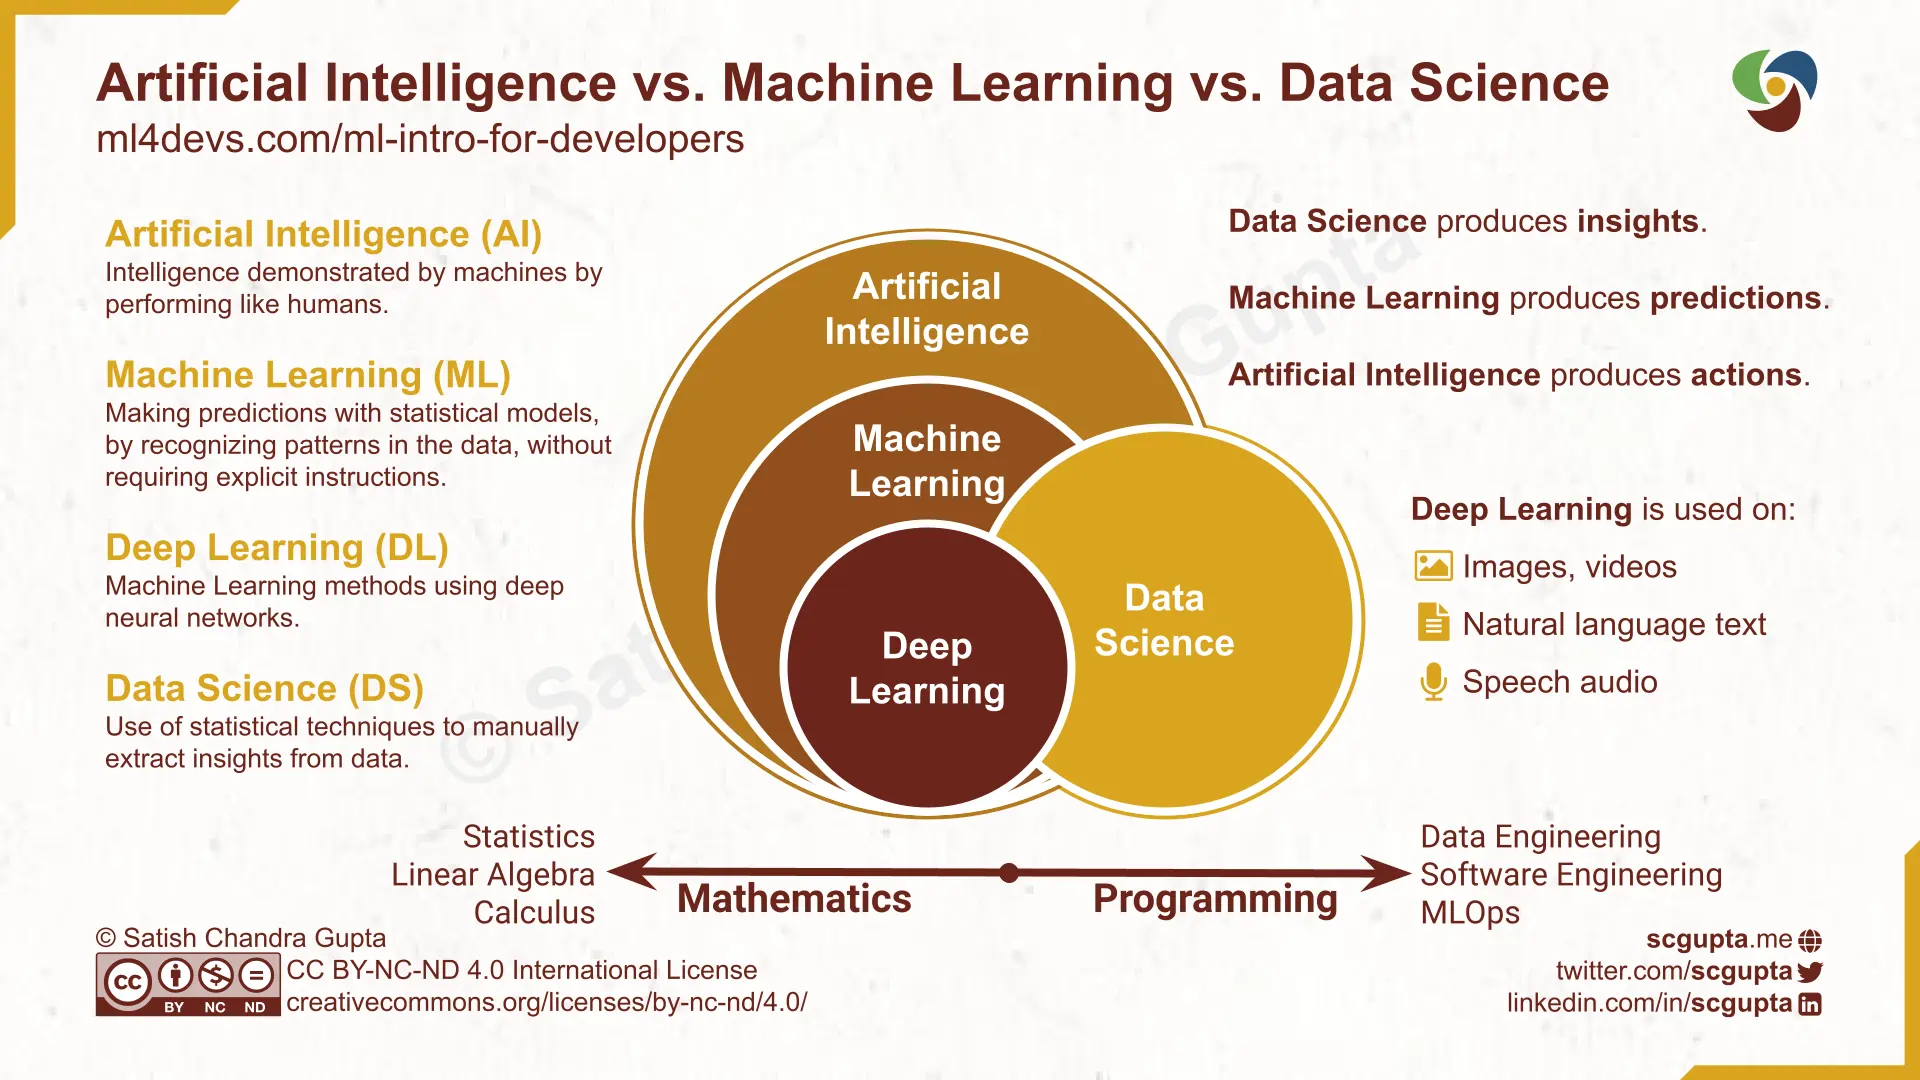 Artificial Intelligence vs. Machine Learning vs. Data Science
ml4devs.com/ml-intro-for-developers
Artificial Intelligence (AI)
Intelligence demonstrated by machines by
performing like humans.
Machine Learning (ML)
Making predictions with statistical models,
by recognizing patterns in the data, without
requiring explicit instructions.
Deep Learning (DL)
Machine Learning methods using deep
neural networks.
Data Science (DS)
Use of statistical techniques to manually
extract insights from data.
Artificial
Intelligence
Machine
Learning
Deep
Learning
Data
Science
Data Science produces insights.
Machine Learning produces predictions.
Artificial Intelligence produces actions.
Deep Learning is used on:
Images, videos
Natural language text
Speech audio
Statistics
Linear Algebra
Calculus
Mathematics
Programming
Data Engineering
Software Engineering
MLOps
© Satish Chandra Gupta
CC BY-NC-ND 4.0 International License
creativecommons.org/licenses/by-nc-nd/4.0/
cc
BY NC ND
scgupta.me
twitter.com/scgupta
linkedin.com/in/scgupta
in
© Sat
Gupta